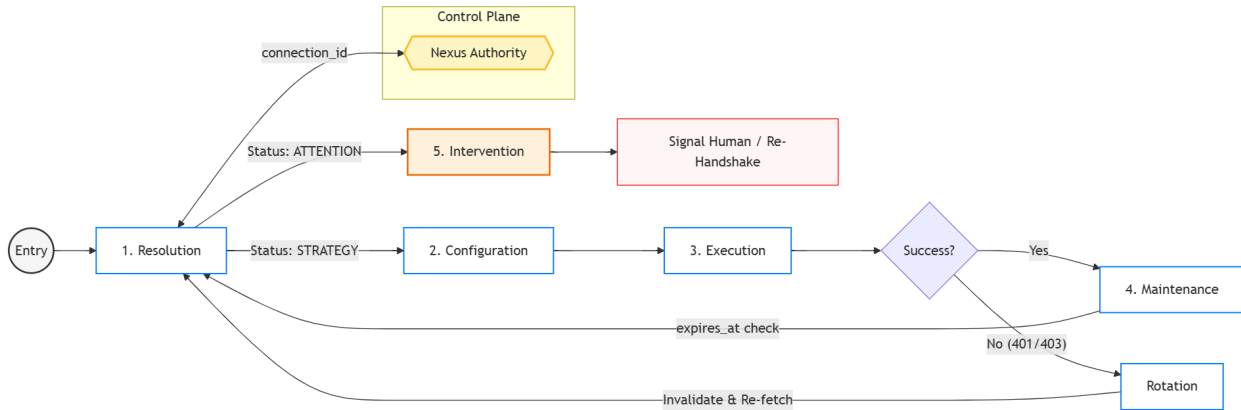 Control Plane
Nexus Authority
connection_id
Status: ATTENTION
5. Intervention
Signal Human / Re-
Handshake
Entry
1. Resolution
Status: STRATEGY
2. Configuration
3. Execution
Success?
Yes
4. Maintenance
expires_at check
No (401/403)
Rotation
Invalidate & Re-fetch